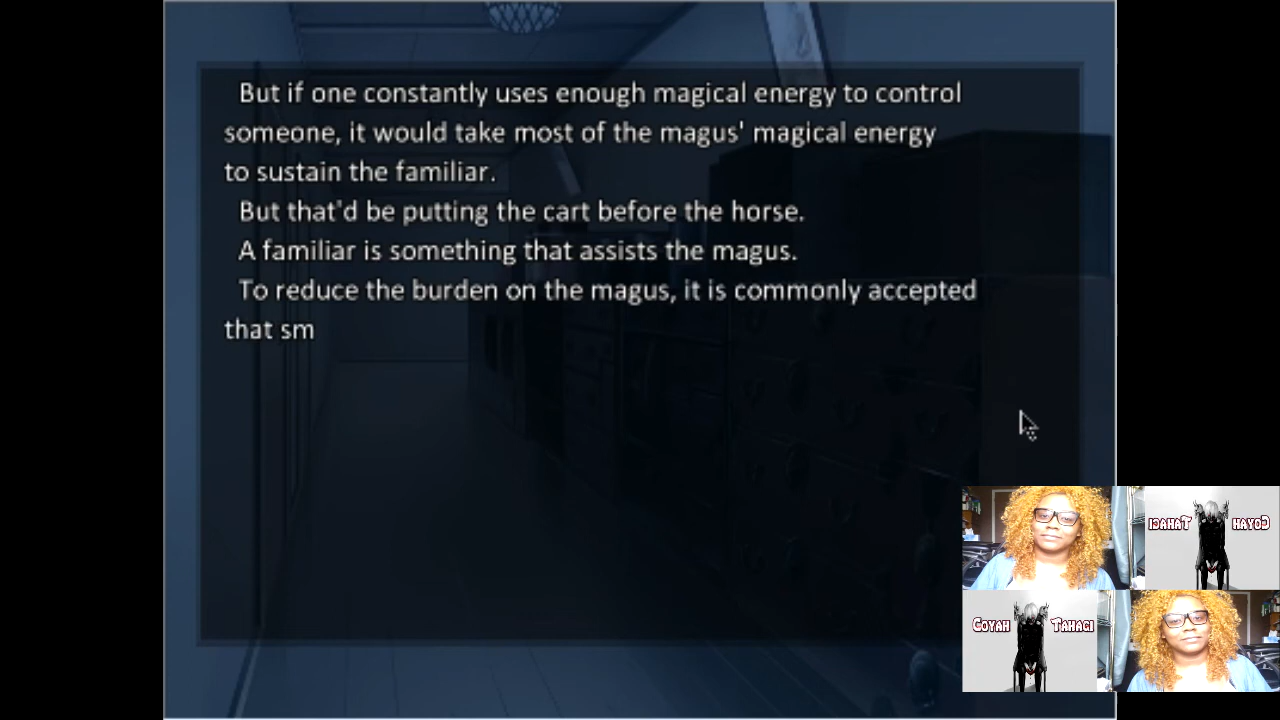 But if one constantly uses enough magical energy to control
someone, it would take most of the magus' magical energy
to sustain the familiar.
But that'd be putting the cart before the horse.
A familiar is something that assists the magus.
To reduce the burden on the magus, it is commonly accepted
that sm
GOYAH TAHAGI
GOYAH TAHAGI